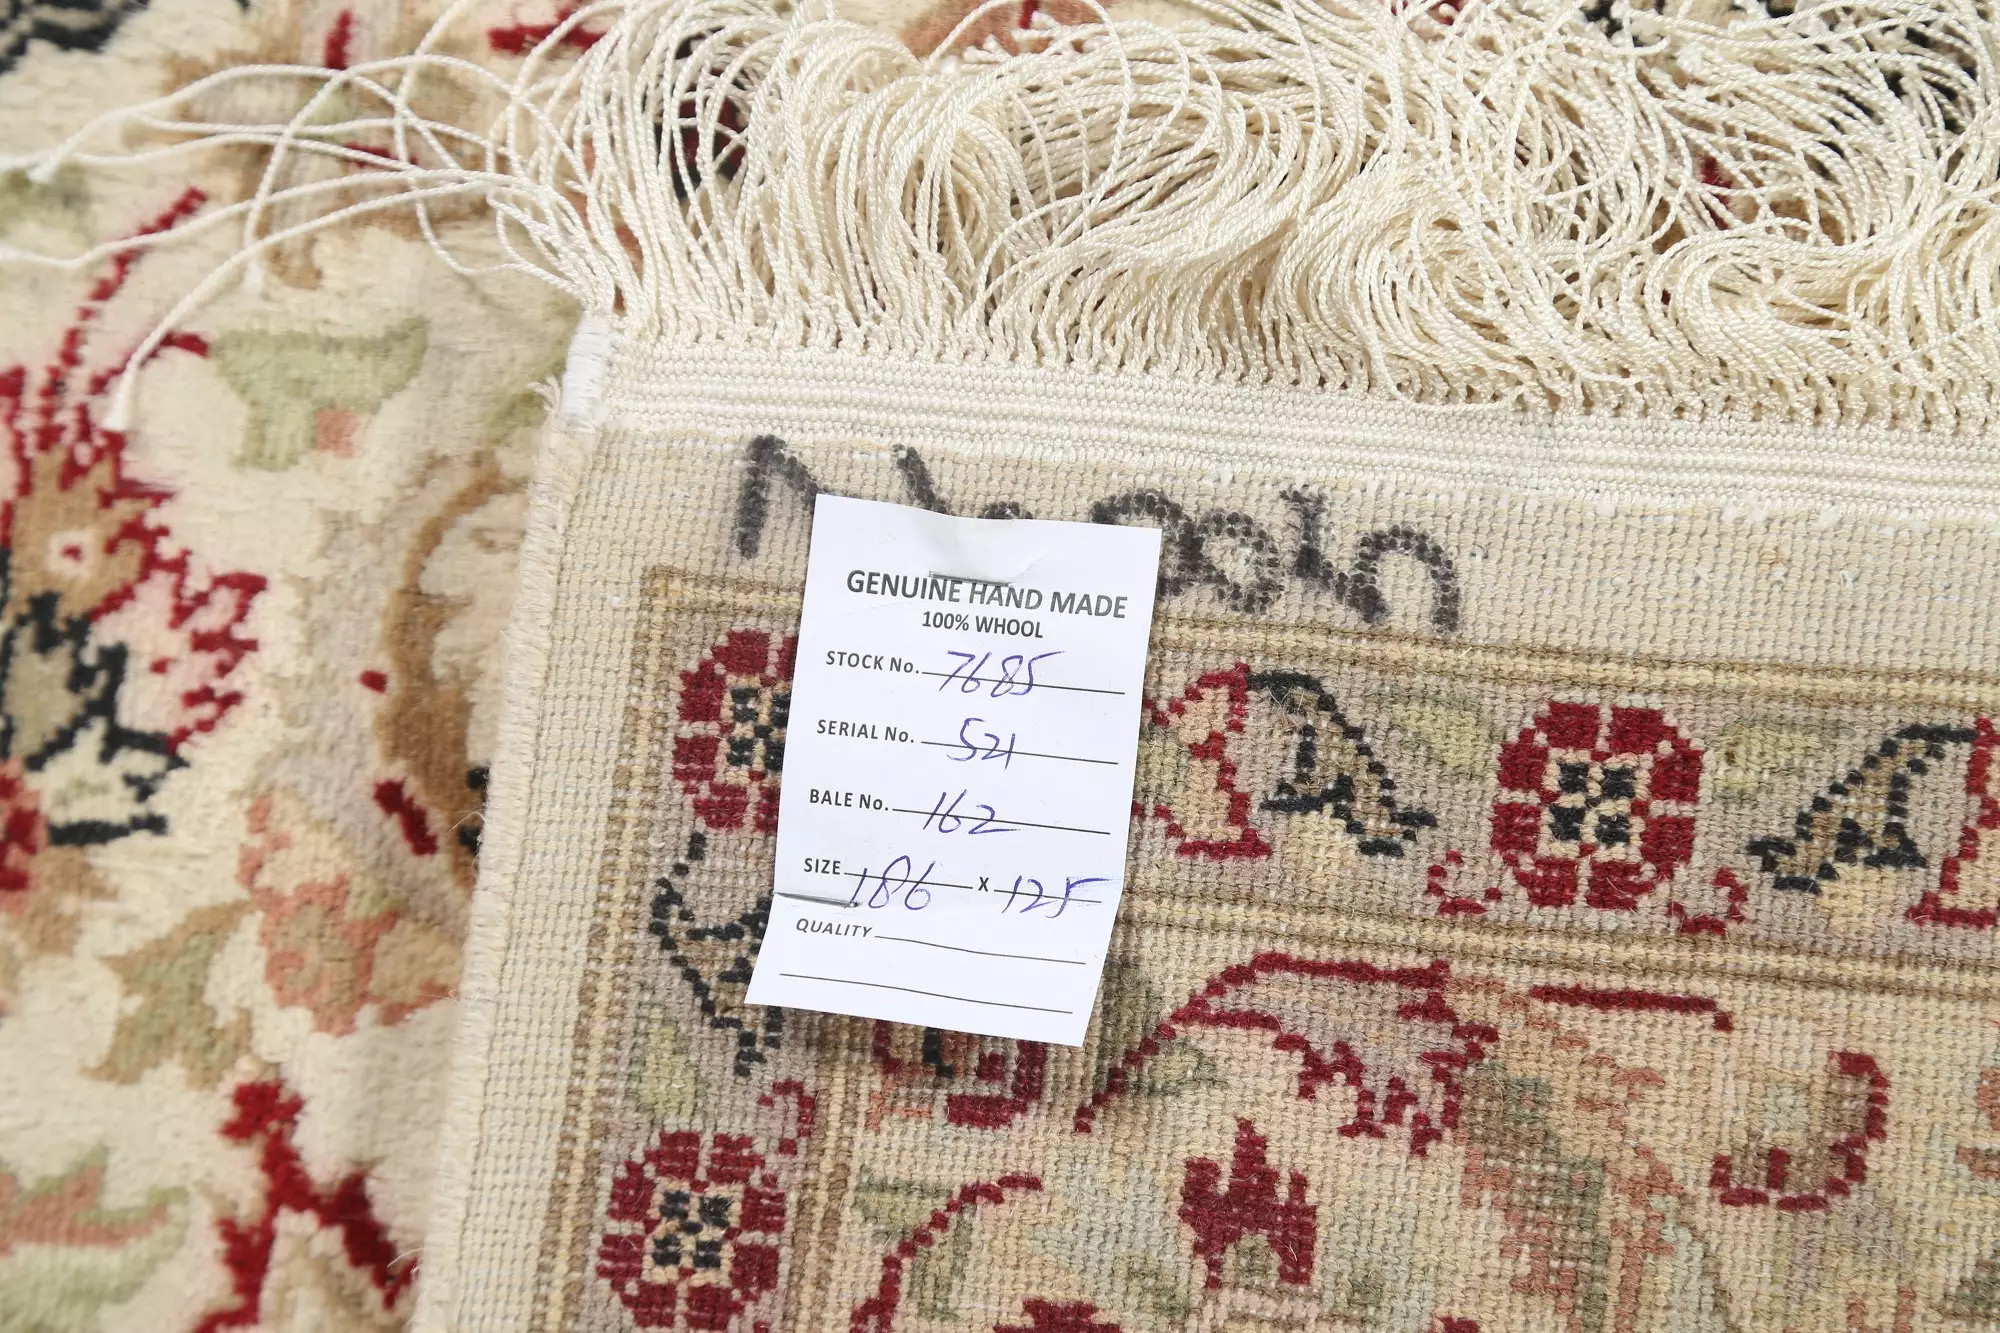 GENUINE HAND MADE
100% WHOOL
STOCK No. 7685
SERIAL No. 521
BALE No. 162
SIZE 186 x 125
QUALITY